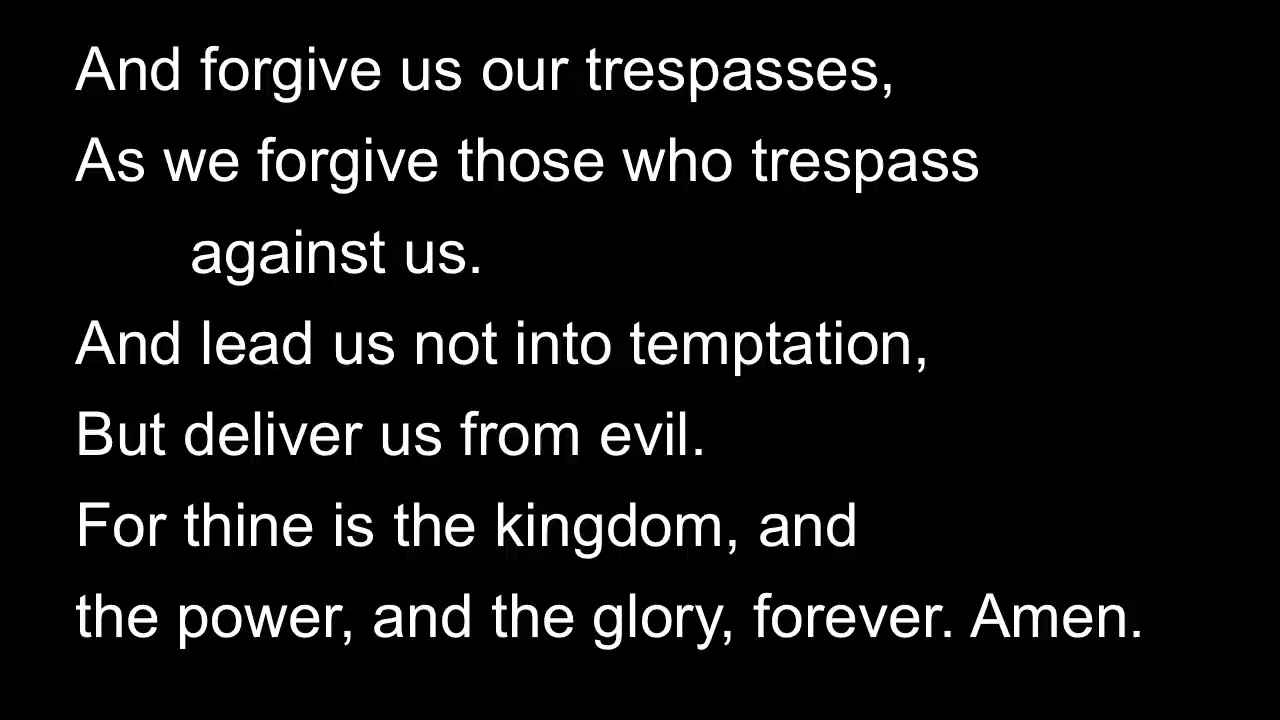 And forgive us our trespasses,
As we forgive those who trespass
against us.
And lead us not into temptation,
But deliver us from evil.
For thine is the kingdom, and
the power, and the glory, forever. Amen.